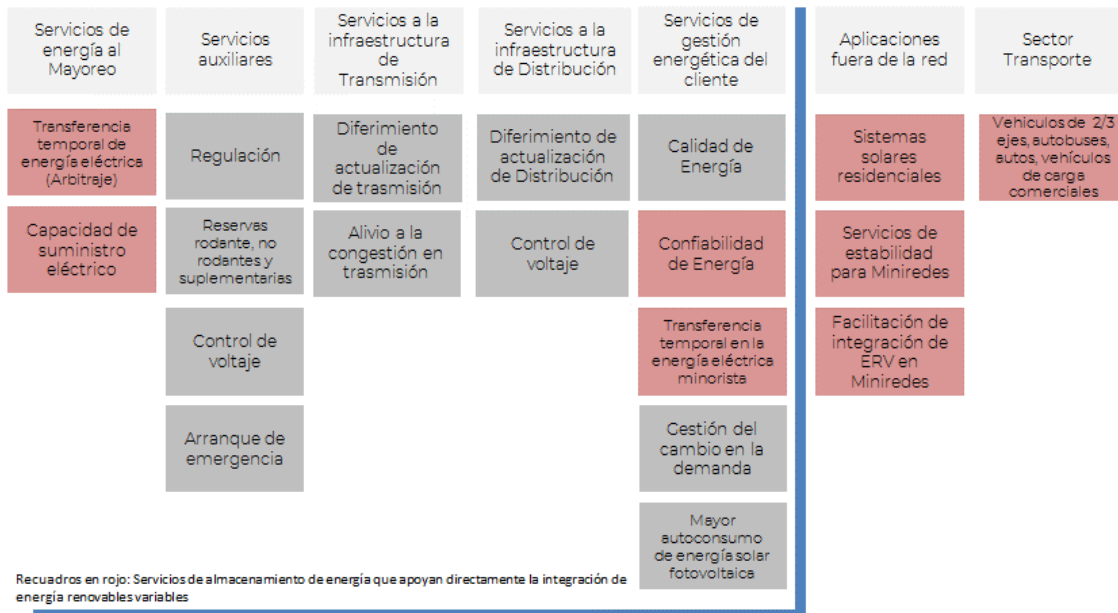 Servicios de
energía al
Mayoreo
Servicios
auxiliares
Servicios a la
infraestructura
de
Transmisión
Servicios a la
infraestructura
de Distribución
Servicios de
gestión
energética del
cliente
Aplicaciones
fuera de la red
Sector
Transporte
Transferencia
temporal de
energía eléctrica
(Arbitraje)
Regulación
Diferimiento
de
actualización
de trasmisión
Diferimiento de
actualización
de Distribución
Calidad de
Energía
Sistemas
solares
residenciales
Vehículos de 2/3
ejes, autobuses,
autos, vehículos
de carga
comerciales
Capacidad de
suministro
eléctrico
Reservas
rodante, no
rodantes y
suplementarias
Alivio a la
congestión en
trasmisión
Control de
voltaje
Confiabilidad
de Energía
Servicios de
estabilidad
para Miniredes
Control de
voltaje
Transferencia
temporal en la
energía eléctrica
minorista
Facilitación de
integración de
ERV en
Miniredes
Arranque de
emergencia
Gestión del
cambio en la
demanda
Mayor
autoconsumo
de energía solar
fotovoltaica
Recuadros en rojo: Servicios de almacenamiento de energía que apoyan directamente la integración de
energía renovables variables